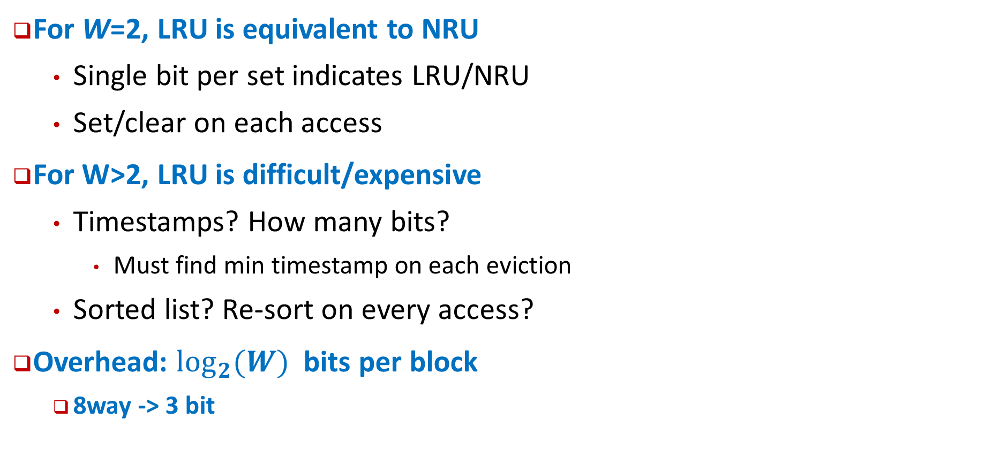 For W=2, LRU is equivalent to NRU
• Single bit per set indicates LRU/NRU
• Set/clear on each access
For W>2, LRU is difficult/expensive
• Timestamps? How many bits?
• Must find min timestamp on each eviction
• Sorted list? Re-sort on every access?
Overhead: log₂(W) bits per block
8way -> 3 bit